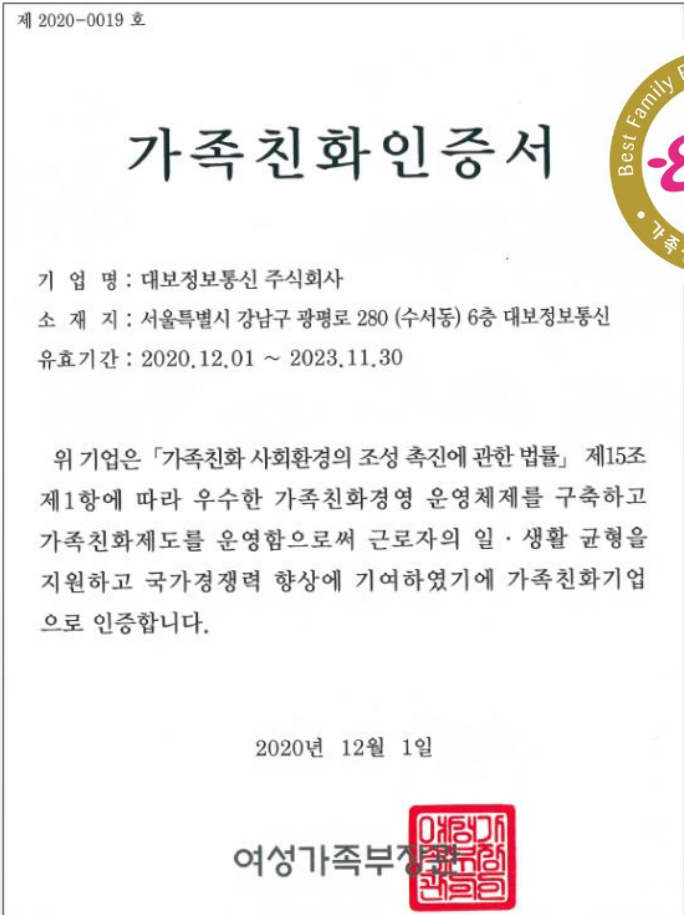 제 2020-0019 호
Best Family
가족친화인증서
기 업 명 : 대보정보통신 주식회사
소 재 지 : 서울특별시 강남구 광평로 280 (수서동) 6층 대보정보통신
유효기간 : 2020.12.01 ~ 2023.11.30
위 기업은 「가족친화 사회환경의 조성 촉진에 관한 법률」 제15조
제1항에 따라 우수한 가족친화경영 운영체제를 구축하고
가족친화제도를 운영함으로써 근로자의 일 · 생활 균형을
지원하고 국가경쟁력 향상에 기여하였기에 가족친화기업
으로 인증합니다.
2020년 12월 1일
여성가족부장관